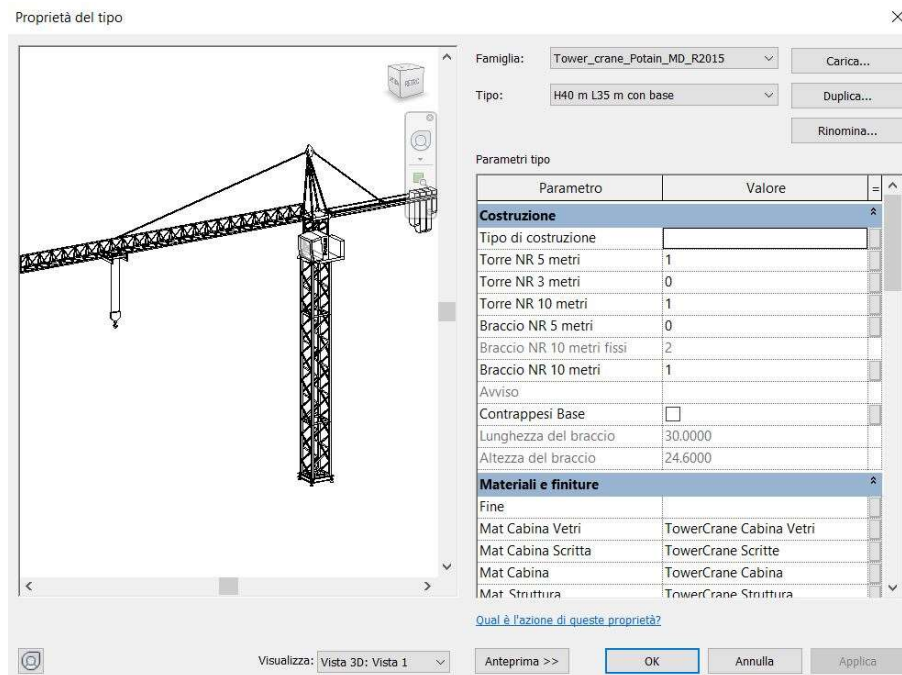 Proprietà del tipo
Famiglia: Tower_crane_Potain_MD_R2015 Carica...
Tipo: H40 m L35 m con base Duplica...
Rinomina...
Parametri tipo
Parametro Valore =
Costruzione
Tipo di costruzione
Torre NR 5 metri 1
Torre NR 3 metri 0
Torre NR 10 metri 1
Braccio NR 5 metri 0
Braccio NR 10 metri fissi 2
Braccio NR 10 metri 1
Avviso
Contrappesi Base
Lunghezza del braccio 30.0000
Altezza del braccio 24.6000
Materiali e finiture
Fine
Mat Cabina Vetri TowerCrane Cabina Vetri
Mat Cabina Scritta TowerCrane Scritte
Mat Cabina TowerCrane Cabina
Mat Struttura TowerCrane Struttura
Qual è l'azione di queste proprietà?
Visualizza: Vista 3D: Vista 1 Anteprima >> OK Annulla Applica